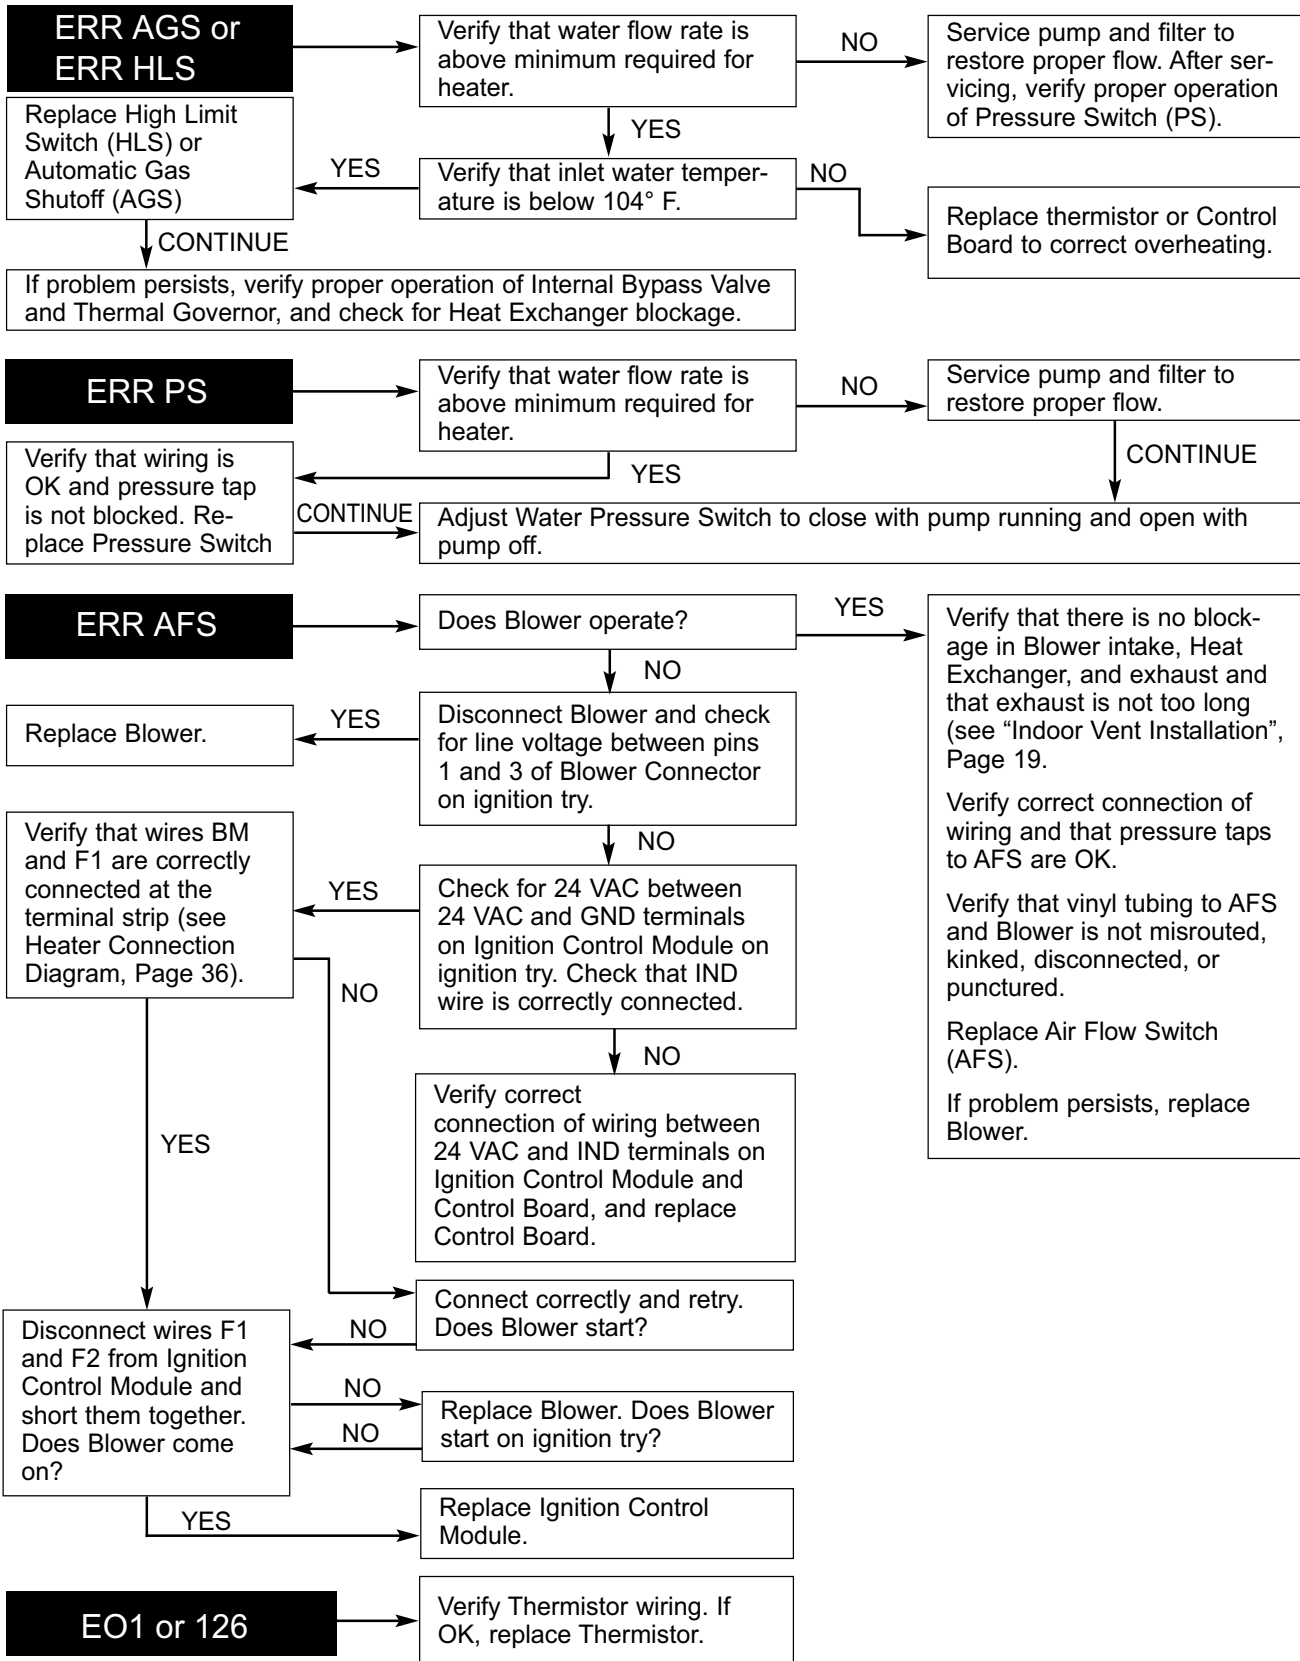 ERR AGS or
ERR HLS
Verify that water flow rate is
above minimum required for
heater.
NO
Service pump and filter to
restore proper flow. After ser-
vicing, verify proper operation
of Pressure Switch (PS).
YES
Replace High Limit
Switch (HLS) or
Automatic Gas
Shutoff (AGS)
YES
Verify that inlet water temper-
ature is below 104° F.
NO
Replace thermistor or Control
Board to correct overheating.
CONTINUE
If problem persists, verify proper operation of Internal Bypass Valve
and Thermal Governor, and check for Heat Exchanger blockage.
ERR PS
Verify that water flow rate is
above minimum required for
heater.
NO
Service pump and filter to
restore proper flow.
YES
CONTINUE
Verify that wiring is
OK and pressure tap
is not blocked. Re-
place Pressure Switch
CONTINUE
Adjust Water Pressure Switch to close with pump running and open with
pump off.
ERR AFS
Does Blower operate?
YES
Verify that there is no block-
age in Blower intake, Heat
Exchanger, and exhaust and
that exhaust is not too long
(see “Indoor Vent Installation”,
Page 19.
Verify correct connection of
wiring and that pressure taps
to AFS are OK.
Verify that vinyl tubing to AFS
and Blower is not misrouted,
kinked, disconnected, or
punctured.
Replace Air Flow Switch
(AFS).
If problem persists, replace
Blower.
NO
Replace Blower.
YES
Disconnect Blower and check
for line voltage between pins
1 and 3 of Blower Connector
on ignition try.
NO
Verify that wires BM
and F1 are correctly
connected at the
terminal strip (see
Heater Connection
Diagram, Page 36).
YES
Check for 24 VAC between
24 VAC and GND terminals
on Ignition Control Module on
ignition try. Check that IND
wire is correctly connected.
NO
NO
Verify correct
connection of wiring between
24 VAC and IND terminals on
Ignition Control Module and
Control Board, and replace
Control Board.
YES
Connect correctly and retry.
Does Blower start?
NO
Disconnect wires F1
and F2 from Ignition
Control Module and
short them together.
Does Blower come
on?
NO
Replace Blower. Does Blower
start on ignition try?
NO
YES
Replace Ignition Control
Module.
EO1 or 126
Verify Thermistor wiring. If
OK, replace Thermistor.